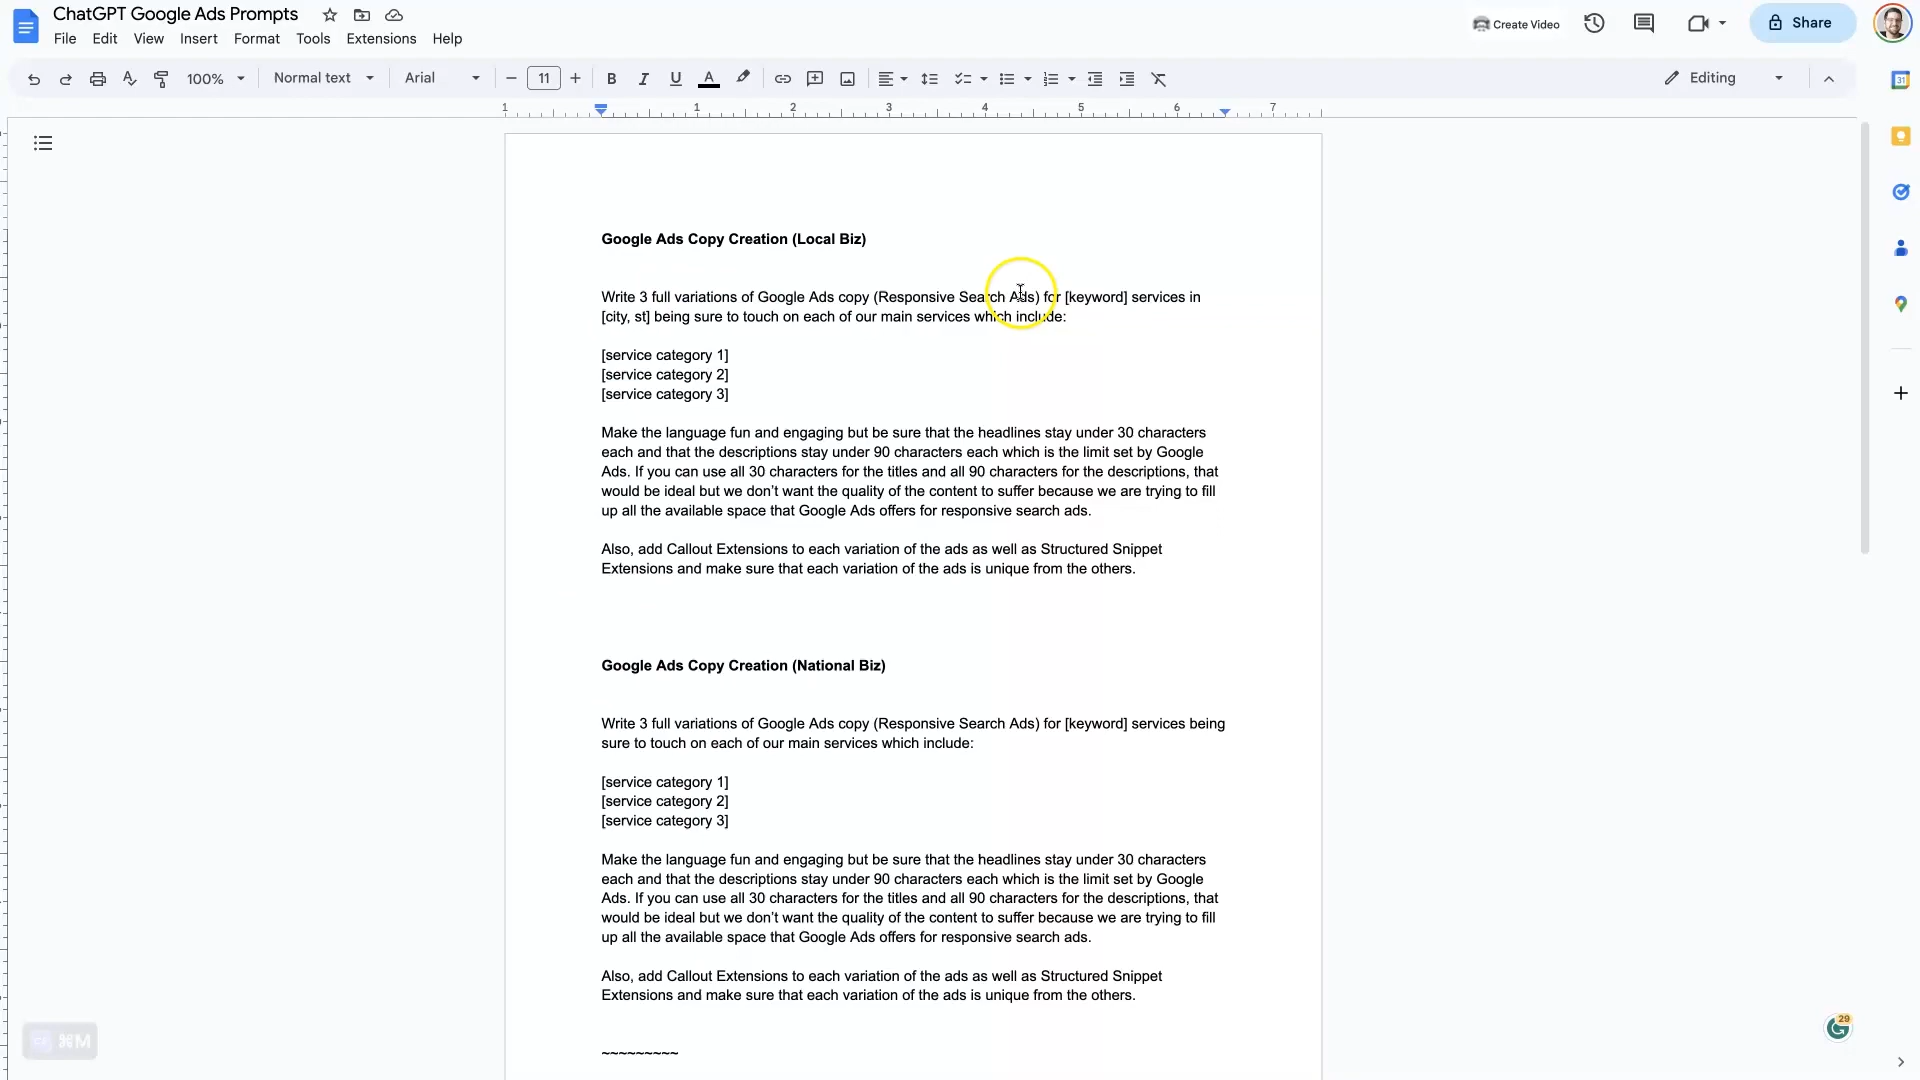 ChatGPT Google Ads Prompts
Create Video
Share
File Edit View Insert Format Tools Extensions Help
100% Normal text Arial 11 B I U A Editing
31
1 1 2 3 4 5 6 7
Google Ads Copy Creation (Local Biz)
Write 3 full variations of Google Ads copy (Responsive Search Ads) for [keyword] services in
[city, st] being sure to touch on each of our main services which include:
[service category 1]
[service category 2]
[service category 3]
Make the language fun and engaging but be sure that the headlines stay under 30 characters
each and that the descriptions stay under 90 characters each which is the limit set by Google
Ads. If you can use all 30 characters for the titles and all 90 characters for the descriptions, that
would be ideal but we don’t want the quality of the content to suffer because we are trying to fill
up all the available space that Google Ads offers for responsive search ads.
Also, add Callout Extensions to each variation of the ads as well as Structured Snippet
Extensions and make sure that each variation of the ads is unique from the others.
Google Ads Copy Creation (National Biz)
Write 3 full variations of Google Ads copy (Responsive Search Ads) for [keyword] services being
sure to touch on each of our main services which include:
[service category 1]
[service category 2]
[service category 3]
Make the language fun and engaging but be sure that the headlines stay under 30 characters
each and that the descriptions stay under 90 characters each which is the limit set by Google
Ads. If you can use all 30 characters for the titles and all 90 characters for the descriptions, that
would be ideal but we don’t want the quality of the content to suffer because we are trying to fill
up all the available space that Google Ads offers for responsive search ads.
Also, add Callout Extensions to each variation of the ads as well as Structured Snippet
Extensions and make sure that each variation of the ads is unique from the others.
29
⌘M
~~~~~~~~~